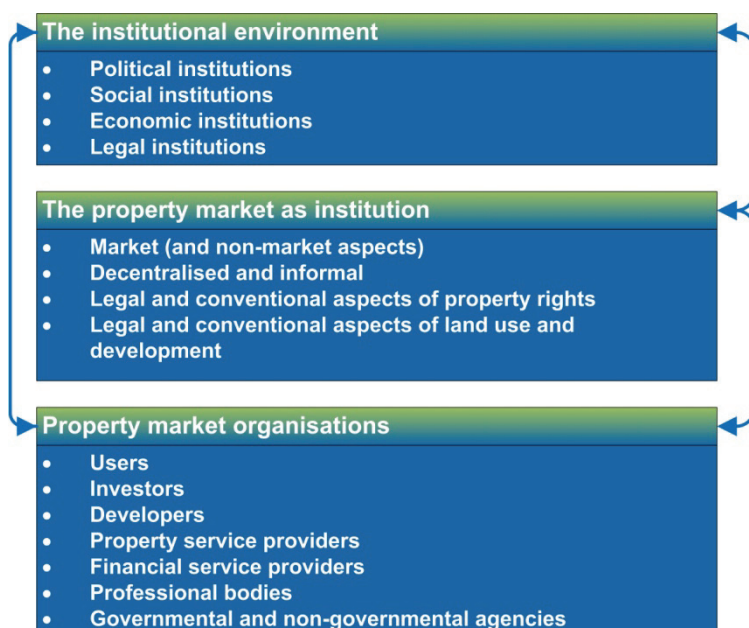 The institutional environment
• Political institutions
• Social institutions
• Economic institutions
• Legal institutions
The property market as institution
• Market (and non-market aspects)
• Decentralised and informal
• Legal and conventional aspects of property rights
• Legal and conventional aspects of land use and
development
Property market organisations
• Users
• Investors
• Developers
• Property service providers
• Financial service providers
• Professional bodies
• Governmental and non-governmental agencies